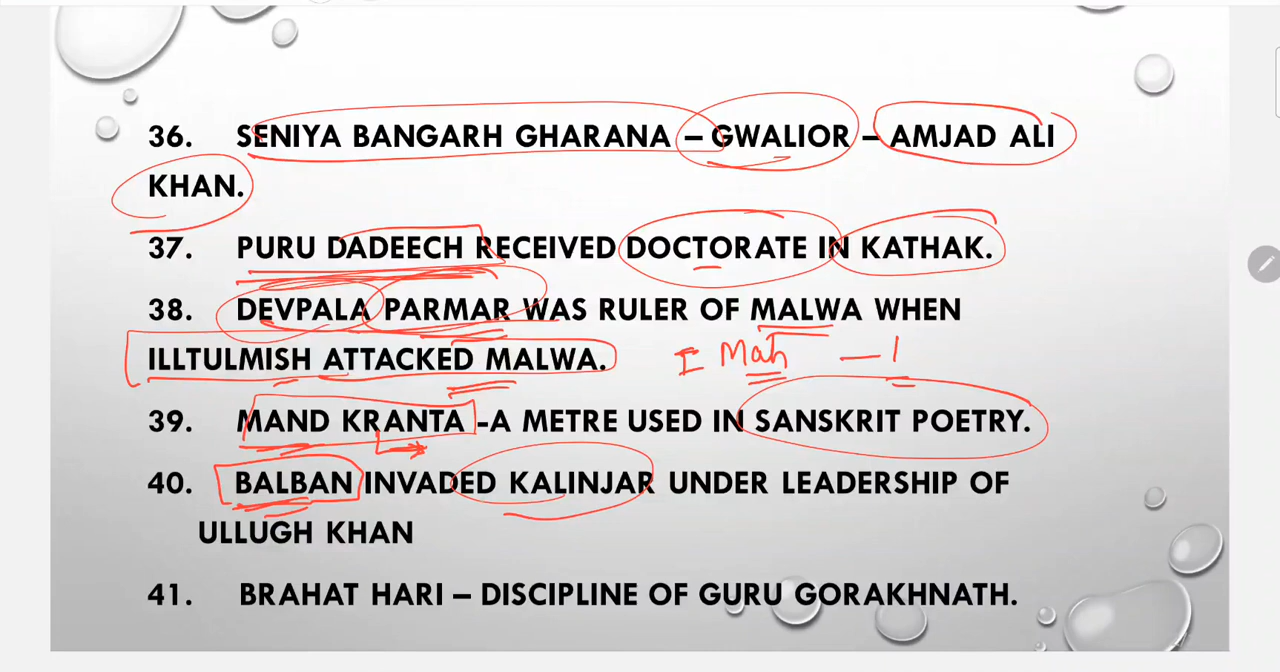 36. SENIYA BANGARH GHARANA – GWALIOR – AMJAD ALI
KHAN.
37. PURU DADEECH RECEIVED DOCTORATE IN KATHAK.
38. DEVPALA PARMAR WAS RULER OF MALWA WHEN
ILLTULMISH ATTACKED MALWA.
I Mah – 1
39. MAND KRANTA -A METRE USED IN SANSKRIT POETRY.
40. BALBAN INVADED KALINJAR UNDER LEADERSHIP OF
ULLUGH KHAN
41. BRAHAT HARI – DISCIPLINE OF GURU GORAKHNATH.